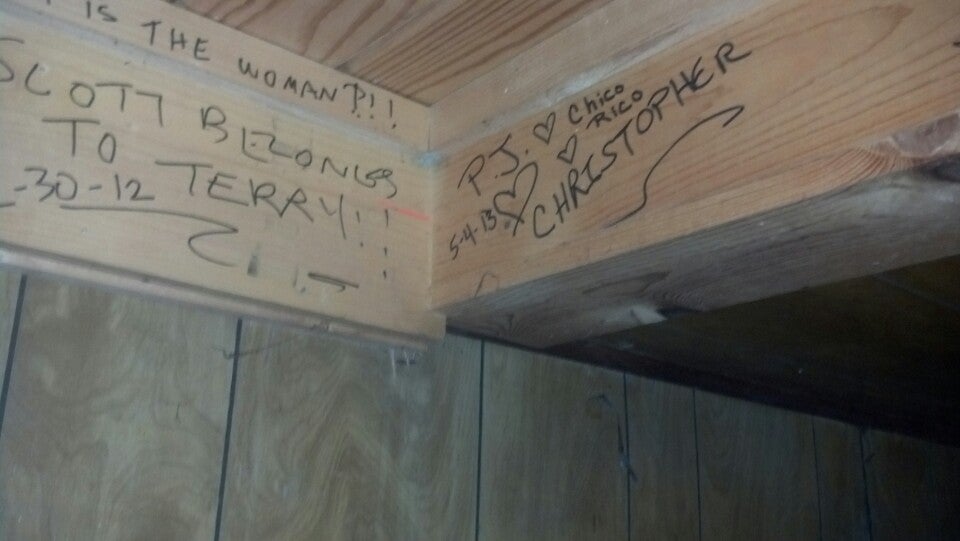 IS THE WOMAN?!!
SCOTT BELONGS
TO TERRY!!!
-30-12
P.J. ♡ Chico
♡ RICO
5-4-13 ♡ CHRISTOPHER